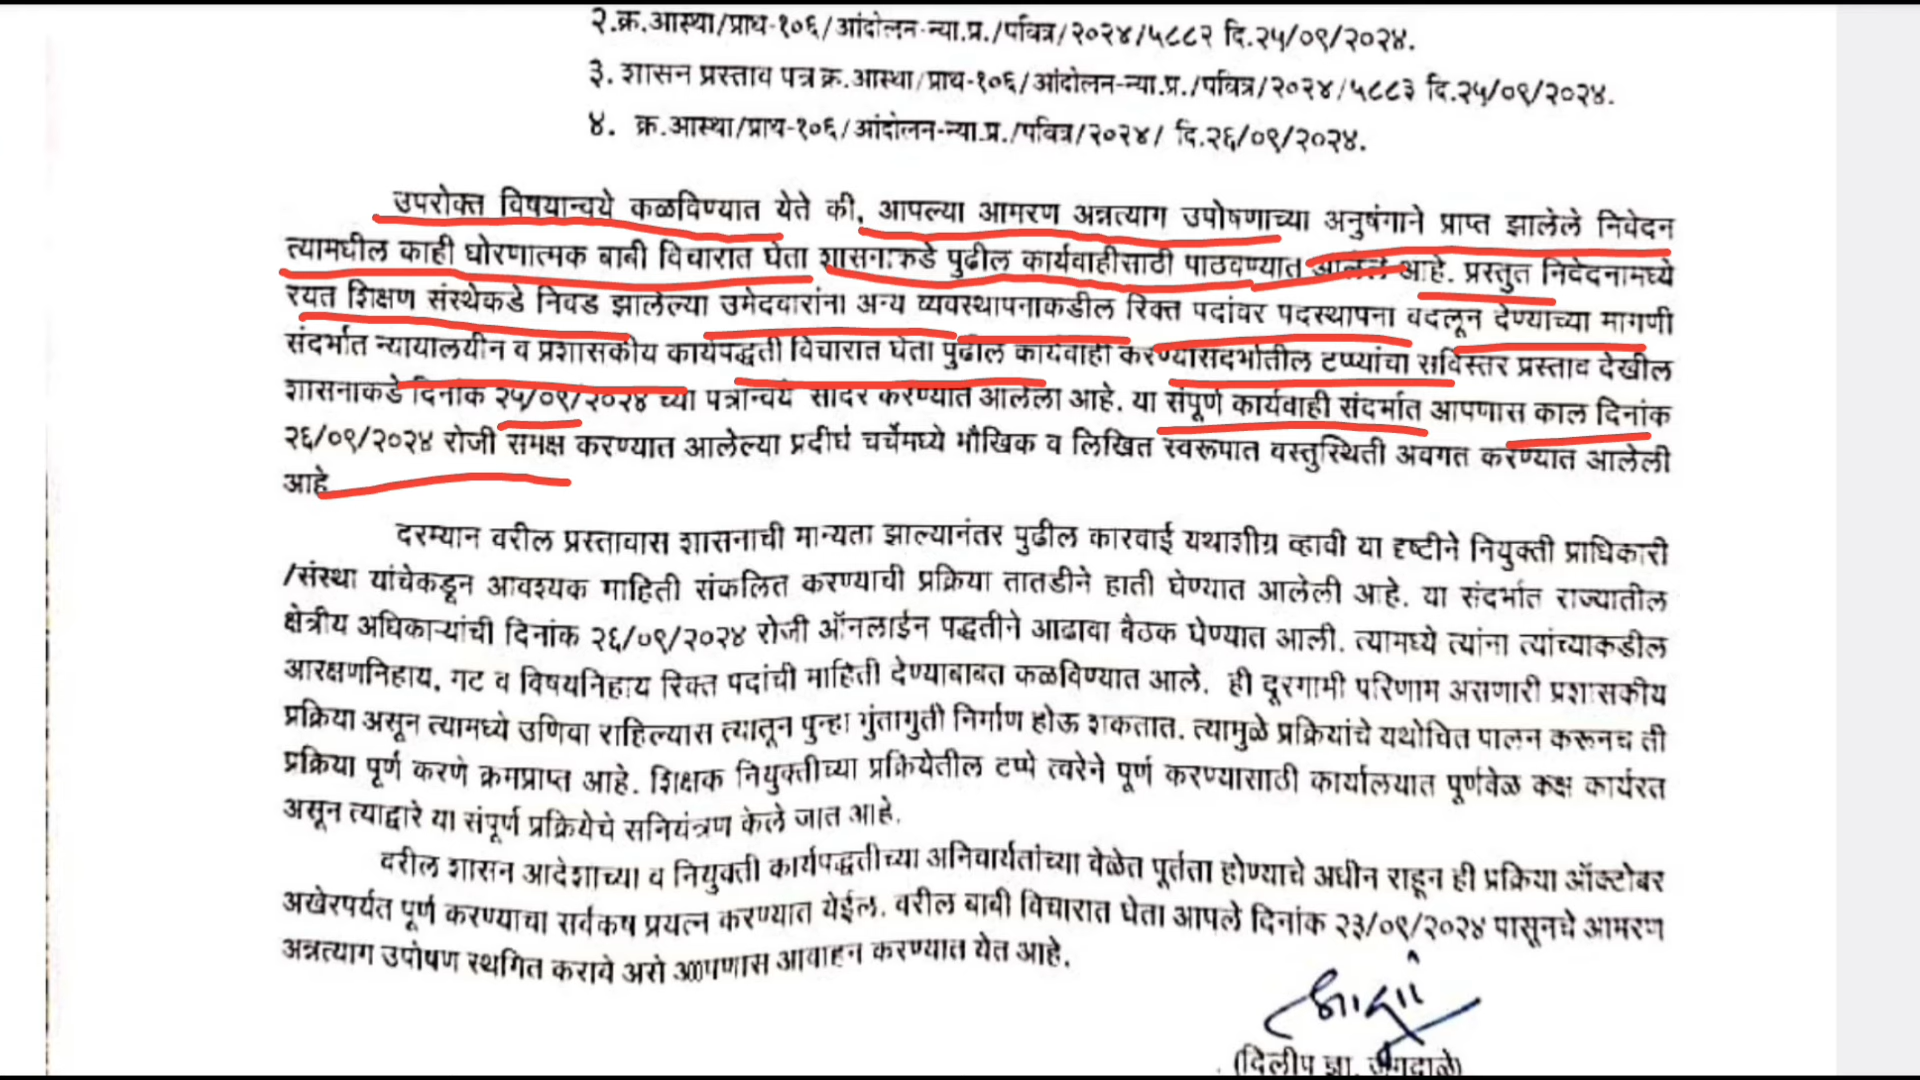 २.क्र.आस्था/प्राथ-१०६/आंदोलन-न्या.प्र./पवित्र/२०२४/५८८२ दि.२५/०९/२०२४.
३. शासन प्रस्ताव पत्र क्र.आस्था/प्राथ-१०६/आंदोलन-न्या.प्र./पवित्र/२०२४/५८८३ दि.२५/०९/२०२४.
४. क्र.आस्था/प्राथ-१०६/आंदोलन-न्या.प्र./पवित्र/२०२४/ दि.२६/०९/२०२४.
उपरोक्त विषयान्वये कळविण्यात येते की, आपल्या आमरण अन्नत्याग उपोषणाच्या अनुषंगाने प्राप्त झालेले निवेदन
त्यामधील काही धोरणात्मक बाबी विचारात घेता शासनाकडे पुढील कार्यवाहीसाठी पाठवण्यात आलेले आहे. प्रस्तुत निवेदनामध्ये
रयत शिक्षण संस्थेकडे निवड झालेल्या उमेदवारांना अन्य व्यवस्थापनाकडील रिक्त पदांवर पदस्थापना बदलून देण्याच्या मागणी
संदर्भात न्यायालयीन व प्रशासकीय कार्यपद्धती विचारात घेता पुढील कार्यवाही करण्यासंदर्भातील टप्प्यांचा सविस्तर प्रस्ताव देखील
शासनाकडे दिनांक २५/०९/२०२४ च्या पत्रान्वये सादर करण्यात आलेला आहे. या संपूर्ण कार्यवाही संदर्भात आपणास काल दिनांक
२६/०९/२०२४ रोजी समक्ष करण्यात आलेल्या प्रदीर्घ चर्चेमध्ये मौखिक व लिखित स्वरूपात वस्तुस्थिती अवगत करण्यात आलेली
आहे
दरम्यान वरील प्रस्तावास शासनाची मान्यता झाल्यानंतर पुढील कारवाई यथाशीघ्र व्हावी या दृष्टीने नियुक्ती प्राधिकारी
/संस्था यांचेकडून आवश्यक माहिती संकलित करण्याची प्रक्रिया तातडीने हाती घेण्यात आलेली आहे. या संदर्भात राज्यातील
क्षेत्रीय अधिकाऱ्यांची दिनांक २६/०९/२०२४ रोजी ऑनलाईन पद्धतीने आढावा बैठक घेण्यात आली. त्यामध्ये त्यांना त्यांच्याकडील
आरक्षणनिहाय, गट व विषयनिहाय रिक्त पदांची माहिती देण्याबाबत कळविण्यात आले. ही दूरगामी परिणाम असणारी प्रशासकीय
प्रक्रिया असून त्यामध्ये उणिवा राहिल्यास त्यातून पुन्हा गुंतागुती निर्माण होऊ शकतात. त्यामुळे प्रक्रियांचे यथोचित पालन करूनच ती
प्रक्रिया पूर्ण करणे क्रमप्राप्त आहे. शिक्षक नियुक्तीच्या प्रक्रियेतील टप्पे त्वरेने पूर्ण करण्यासाठी कार्यालयात पूर्णवेळ कक्ष कार्यरत
असून त्याद्वारे या संपूर्ण प्रक्रियेचे सनियंत्रण केले जात आहे.
वरील शासन आदेशाच्या व नियुक्ती कार्यपद्धतीच्या अनिवार्यतांच्या वेळेत पूर्तता होण्याचे अधीन राहून ही प्रक्रिया ऑक्टोबर
अखेरपर्यंत पूर्ण करण्याचा सर्वकष प्रयत्न करण्यात येईल. वरील बाबी विचारात घेता आपले दिनांक २३/०९/२०२४ पासूनचे आमरण
अन्नत्याग उपोषण स्थगित करावे असे आपणास आवाहन करण्यात येत आहे.
(दिलीप ज्ञा. जगदाळे)